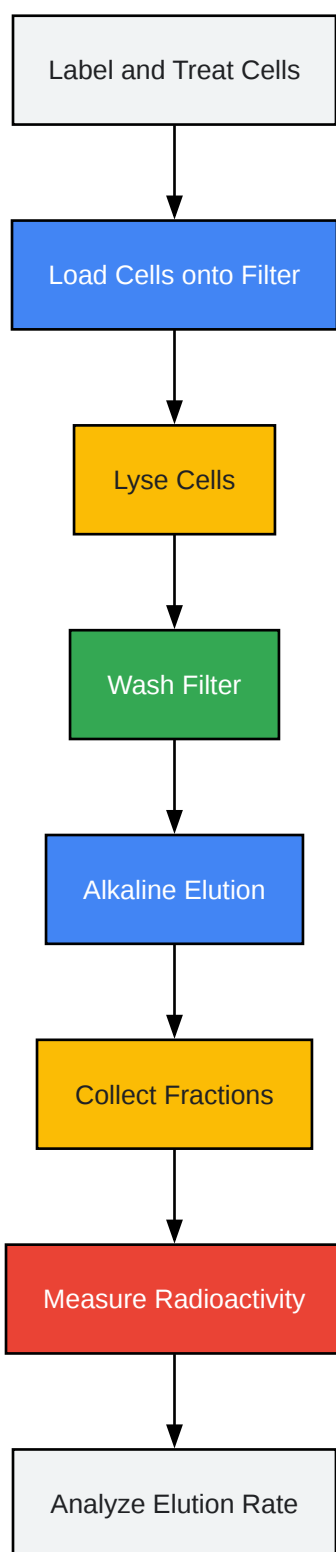 Label and Treat Cells
Load Cells onto Filter
Lyse Cells
Wash Filter
Alkaline Elution
Collect Fractions
Measure Radioactivity
Analyze Elution Rate